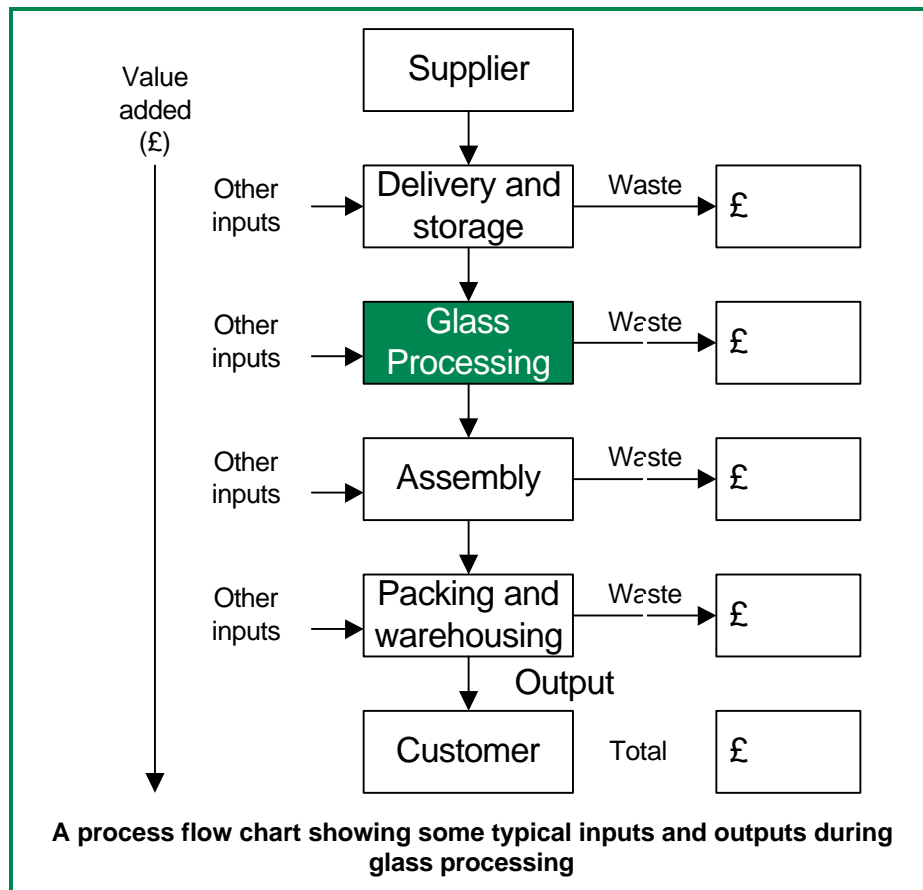 Supplier
Value
added
(£)
Other
inputs
Delivery and
storage
Waste
£
Other
inputs
Glass
Processing
Waste
£
Other
inputs
Assembly
Waste
£
Other
inputs
Packing and
warehousing
Waste
£
Output
Customer
Total
£
A process flow chart showing some typical inputs and outputs during
glass processing